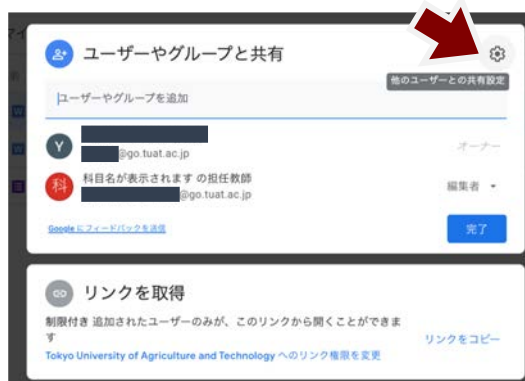 マイ
ユーザーやグループと共有
他のユーザーとの共有設定
ユーザーやグループを追加
Y
@go.tuat.ac.jp
オーナー
科
科目名が表示されます の担任教師
@go.tuat.ac.jp
編集者
Google にフィードバックを送信
完了
リンクを取得
制限付き 追加されたユーザーのみが、このリンクから開くことができま
す
リンクをコピー
Tokyo University of Agriculture and Technology へのリンク権限を変更